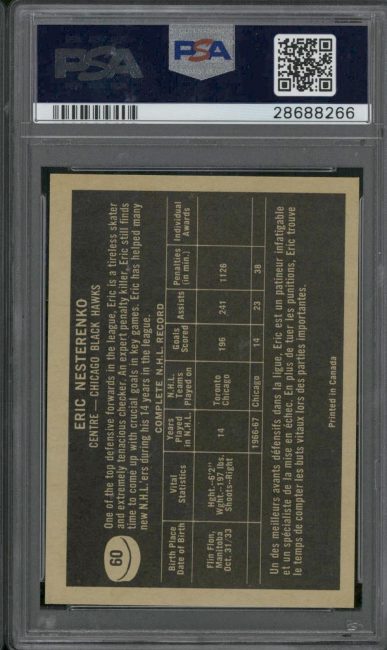 PSA
PSA
28688266
60
ERIC NESTERENKO
CENTRE — CHICAGO BLACK HAWKS
One of the top defensive forwards in the league, Eric is a tireless skater
and extremely tenacious checker. An expert penalty killer, Eric still finds
time to come up with crucial goals in key games. Eric has helped many
new N.H.L.'ers during his 14 years in the league.
COMPLETE N.H.L. RECORD
Birth Place Vital Years N.H.L. Goals Assists Penalties Individual
Date of Birth Statistics Played Teams Scored (in min.) Awards
in N.H.L. Played on
Flin Flon, Hght.–6'2" 14 Toronto 196 241 1126
Manitoba Wght.–197 lbs. Chicago
Oct. 31/33 Shoots–Right
1966-67 Chicago 14 23 38
Un des meilleurs avants défensifs dans la ligue, Eric est un patineur infatigable
et un spécialiste de la mise en échec. En plus de tuer les punitions, Eric trouve
le temps de compter les buts vitaux lors des parties importantes.
Printed in Canada